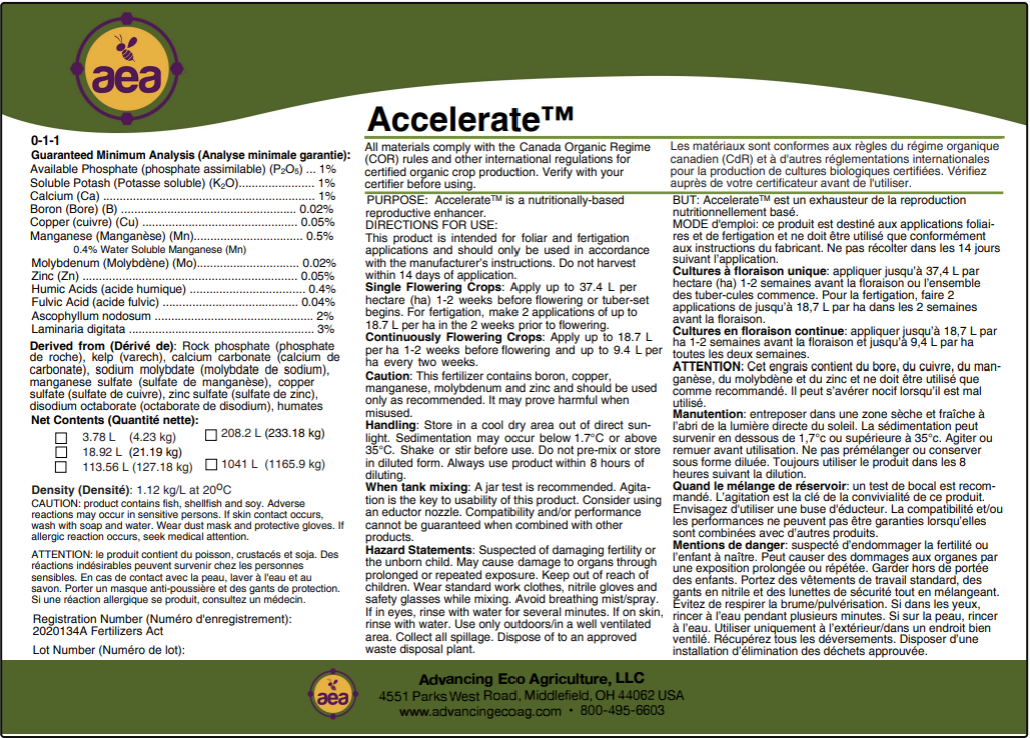 aea
Accelerate™
0-1-1
Guaranteed Minimum Analysis (Analyse minimale garantie):
Available Phosphate (phosphate assimilable) (P₂O₅) ... 1%
Soluble Potash (Potasse soluble) (K₂O)....................... 1%
Calcium (Ca) ................................................................ 1%
Boron (Bore) (B) ..................................................... 0.02%
Copper (cuivre) (Cu) ................................................ 0.05%
Manganese (Manganèse) (Mn)................................. 0.5%
0.4% Water Soluble Manganese (Mn)
Molybdenum (Molybdène) (Mo)................................ 0.02%
Zinc (Zn) .................................................................. 0.05%
Humic Acids (acide humique) ................................... 0.4%
Fulvic Acid (acide fulvic) .......................................... 0.04%
Ascophyllum nodosum ................................................ 2%
Laminaria digitata ........................................................ 3%
Derived from (Dérivé de): Rock phosphate (phosphate
de roche), kelp (varech), calcium carbonate (calcium de
carbonate), sodium molybdate (molybdate de sodium),
manganese sulfate (sulfate de manganèse), copper
sulfate (sulfate de cuivre), zinc sulfate (sulfate de zinc),
disodium octaborate (octaborate de disodium), humates
Net Contents (Quantité nette):
3.78 L (4.23 kg)
208.2 L (233.18 kg)
18.92 L (21.19 kg)
113.56 L (127.18 kg)
1041 L (1165.9 kg)
Density (Densité): 1.12 kg/L at 20⁰C
CAUTION: product contains fish, shellfish and soy. Adverse
reactions may occur in sensitive persons. If skin contact occurs,
wash with soap and water. Wear dust mask and protective gloves. If
allergic reaction occurs, seek medical attention.
ATTENTION: le produit contient du poisson, crustacés et soja. Des
réactions indésirables peuvent survenir chez les personnes
sensibles. En cas de contact avec la peau, laver à l'eau et au
savon. Porter un masque anti-poussière et des gants de protection.
Si une réaction allergique se produit, consultez un médecin.
Registration Number (Numéro d'enregistrement):
2020134A Fertilizers Act
Lot Number (Numéro de lot):
All materials comply with the Canada Organic Regime
(COR) rules and other international regulations for
certified organic crop production. Verify with your
certifier before using.
PURPOSE: Accelerate™ is a nutritionally-based
reproductive enhancer.
DIRECTIONS FOR USE:
This product is intended for foliar and fertigation
applications and should only be used in accordance
with the manufacturer's instructions. Do not harvest
within 14 days of application.
Single Flowering Crops: Apply up to 37.4 L per
hectare (ha) 1-2 weeks before flowering or tuber-set
begins. For fertigation, make 2 applications of up to
18.7 L per ha in the 2 weeks prior to flowering.
Continuously Flowering Crops: Apply up to 18.7 L
per ha 1-2 weeks before flowering and up to 9.4 L per
ha every two weeks.
Caution: This fertilizer contains boron, copper,
manganese, molybdenum and zinc and should be used
only as recommended. It may prove harmful when
misused.
Handling: Store in a cool dry area out of direct sun-
light. Sedimentation may occur below 1.7°C or above
35°C. Shake or stir before use. Do not pre-mix or store
in diluted form. Always use product within 8 hours of
diluting.
When tank mixing: A jar test is recommended. Agita-
tion is the key to usability of this product. Consider using
an eductor nozzle. Compatibility and/or performance
cannot be guaranteed when combined with other
products.
Hazard Statements: Suspected of damaging fertility or
the unborn child. May cause damage to organs through
prolonged or repeated exposure. Keep out of reach of
children. Wear standard work clothes, nitrile gloves and
safety glasses while mixing. Avoid breathing mist/spray.
If in eyes, rinse with water for several minutes. If on skin,
rinse with water. Use only outdoors/in a well ventilated
area. Collect all spillage. Dispose of to an approved
waste disposal plant.
Les matériaux sont conformes aux règles du régime organique
canadien (CdR) et à d'autres réglementations internationales
pour la production de cultures biologiques certifiées. Vérifiez
auprès de votre certificateur avant de l'utiliser.
BUT: Accelerate™ est un exhausteur de la reproduction
nutritionnellement basé.
MODE d'emploi: ce produit est destiné aux applications foliai-
res et de fertigation et ne doit être utilisé que conformément
aux instructions du fabricant. Ne pas récolter dans les 14 jours
suivant l'application.
Cultures à floraison unique: appliquer jusqu'à 37,4 L par
hectare (ha) 1-2 semaines avant la floraison ou l'ensemble
des tuber-cules commence. Pour la fertigation, faire 2
applications de jusqu'à 18,7 L par ha dans les 2 semaines
avant la floraison.
Cultures en floraison continue: appliquer jusqu'à 18,7 L par
ha 1-2 semaines avant la floraison et jusqu'à 9,4 L par ha
toutes les deux semaines.
ATTENTION: Cet engrais contient du bore, du cuivre, du man-
ganèse, du molybdène et du zinc et ne doit être utilisé que
comme recommandé. Il peut s'avérer nocif lorsqu'il est mal
utilisé.
Manutention: entreposer dans une zone sèche et fraîche à
l'abri de la lumière directe du soleil. La sédimentation peut
survenir en dessous de 1,7°c ou supérieure à 35°c. Agiter ou
remuer avant utilisation. Ne pas prémélanger ou conserver
sous forme diluée. Toujours utiliser le produit dans les 8
heures suivant la dilution.
Quand le mélange de réservoir: un test de bocal est recom-
mandé. L'agitation est la clé de la convivialité de ce produit.
Envisagez d'utiliser une buse d'éducteur. La compatibilité et/ou
les performances ne peuvent pas être garanties lorsqu'elles
sont combinées avec d'autres produits.
Mentions de danger: suspecté d'endommager la fertilité ou
l'enfant à naître. Peut causer des dommages aux organes par
une exposition prolongée ou répétée. Garder hors de portée
des enfants. Portez des vêtements de travail standard, des
gants en nitrile et des lunettes de sécurité tout en mélangeant.
Évitez de respirer la brume/pulvérisation. Si dans les yeux,
rincer à l'eau pendant plusieurs minutes. Si sur la peau, rincer
à l'eau. Utiliser uniquement à l'extérieur/dans un endroit bien
ventilé. Récupérez tous les déversements. Disposer d'une
installation d'élimination des déchets approuvée.
aea
Advancing Eco Agriculture, LLC
4551 Parks West Road, Middlefield, OH 44062 USA
www.advancingecoag.com • 800-495-6603